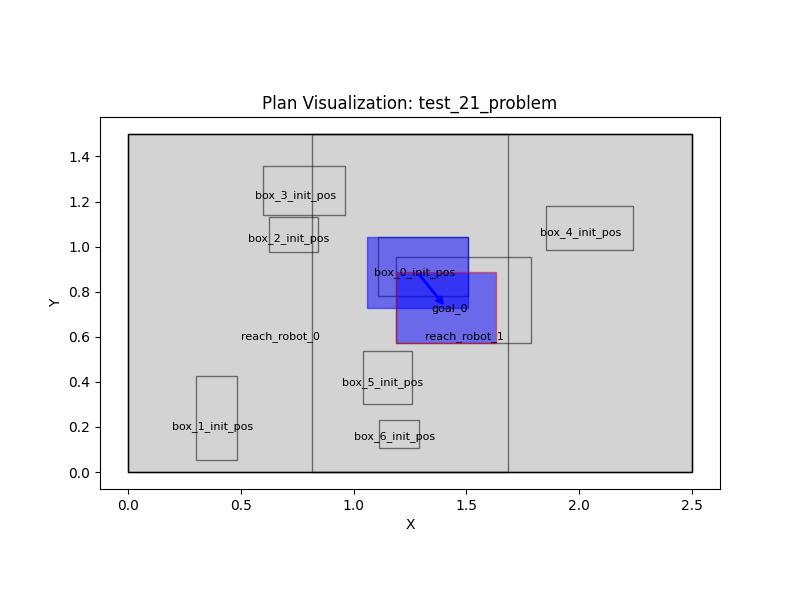 Plan Visualization: test_21_problem
1.4
1.2
1.0
0.8
0.6
0.4
0.2
0.0
Y
box_3_init_pos
box_2_init_pos
box_4_init_pos
box_0_init_pos
goal_0
reach_robot_0
reach_robot_1
box_5_init_pos
box_1_init_pos
box_6_init_pos
0.0
0.5
1.0
1.5
2.0
2.5
X